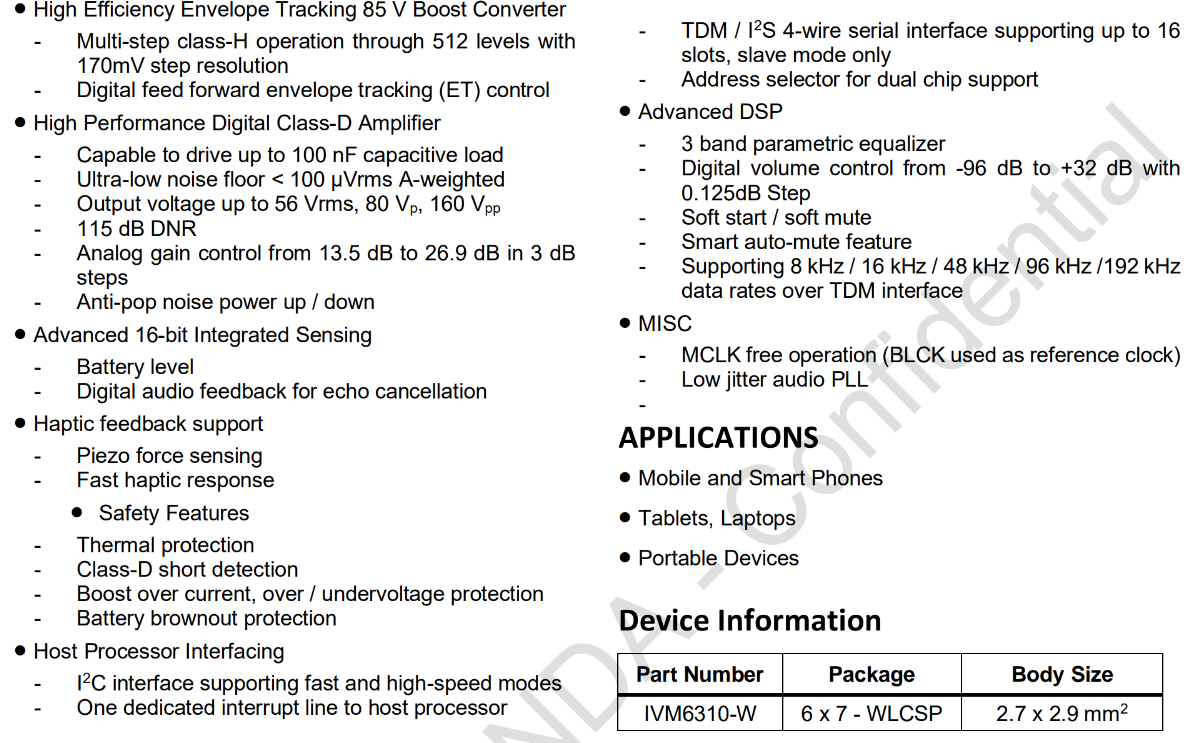 • High Efficiency Envelope Tracking 85 V Boost Converter
- Multi-step class-H operation through 512 levels with
170mV step resolution
- Digital feed forward envelope tracking (ET) control
• High Performance Digital Class-D Amplifier
- Capable to drive up to 100 nF capacitive load
- Ultra-low noise floor < 100 µVrms A-weighted
- Output voltage up to 56 Vrms, 80 Vp, 160 Vpp
- 115 dB DNR
- Analog gain control from 13.5 dB to 26.9 dB in 3 dB
steps
- Anti-pop noise power up / down
• Advanced 16-bit Integrated Sensing
- Battery level
- Digital audio feedback for echo cancellation
• Haptic feedback support
- Piezo force sensing
- Fast haptic response
• Safety Features
- Thermal protection
- Class-D short detection
- Boost over current, over / undervoltage protection
- Battery brownout protection
• Host Processor Interfacing
- I²C interface supporting fast and high-speed modes
- One dedicated interrupt line to host processor
- TDM / I²S 4-wire serial interface supporting up to 16
slots, slave mode only
- Address selector for dual chip support
• Advanced DSP
- 3 band parametric equalizer
- Digital volume control from -96 dB to +32 dB with
0.125dB Step
- Soft start / soft mute
- Smart auto-mute feature
- Supporting 8 kHz / 16 kHz / 48 kHz / 96 kHz /192 kHz
data rates over TDM interface
• MISC
- MCLK free operation (BLCK used as reference clock)
- Low jitter audio PLL
-
APPLICATIONS
• Mobile and Smart Phones
• Tablets, Laptops
• Portable Devices
Device Information
Part Number Package Body Size
IVM6310-W 6 x 7 - WLCSP 2.7 x 2.9 mm²
NDA - Confidential